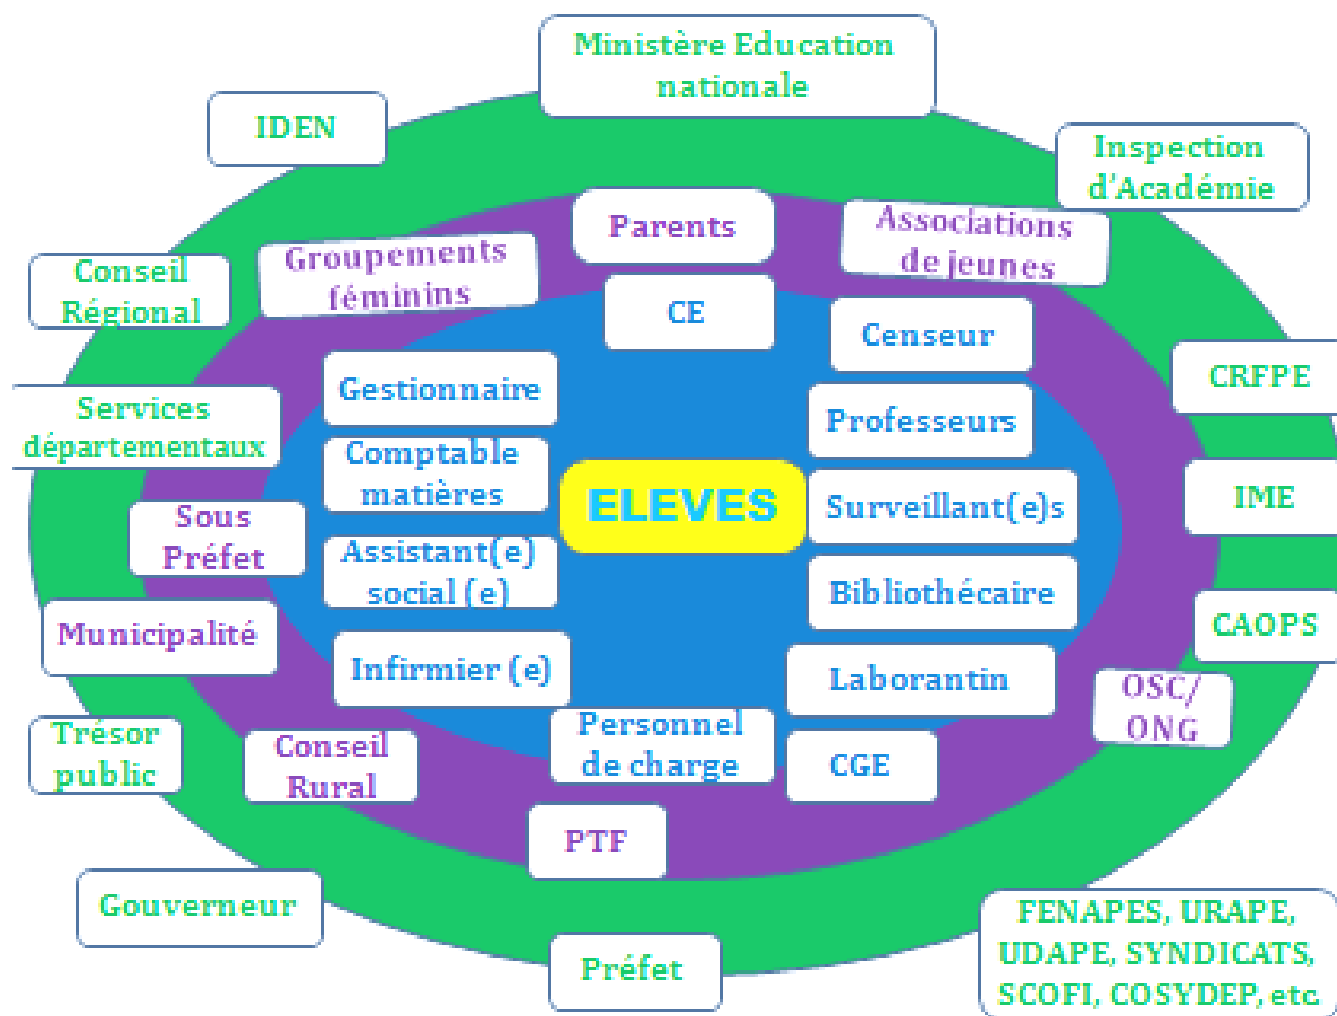 Ministère Education
nationale
IDEN
Inspection
d'Académie
Parents
Associations
de jeunes
Groupements
féminins
Conseil
Régional
CE
Censeur
CRFPE
Gestionnaire
Services
départementaux
Professeurs
Comptable
matières
ELEVES
Surveillant(e)s
IME
Sous
Préfet
Assistant(e)
social (e)
Bibliothécaire
CAOPS
Municipalité
Infirmier (e)
Laborantin
OSC/
ONG
Trésor
public
Conseil
Rural
Personnel
de charge
CGE
PTF
Gouverneur
Préfet
FENAPES, URAPE,
UDAPE, SYNDICATS,
SCOFI, COSYDEP, etc